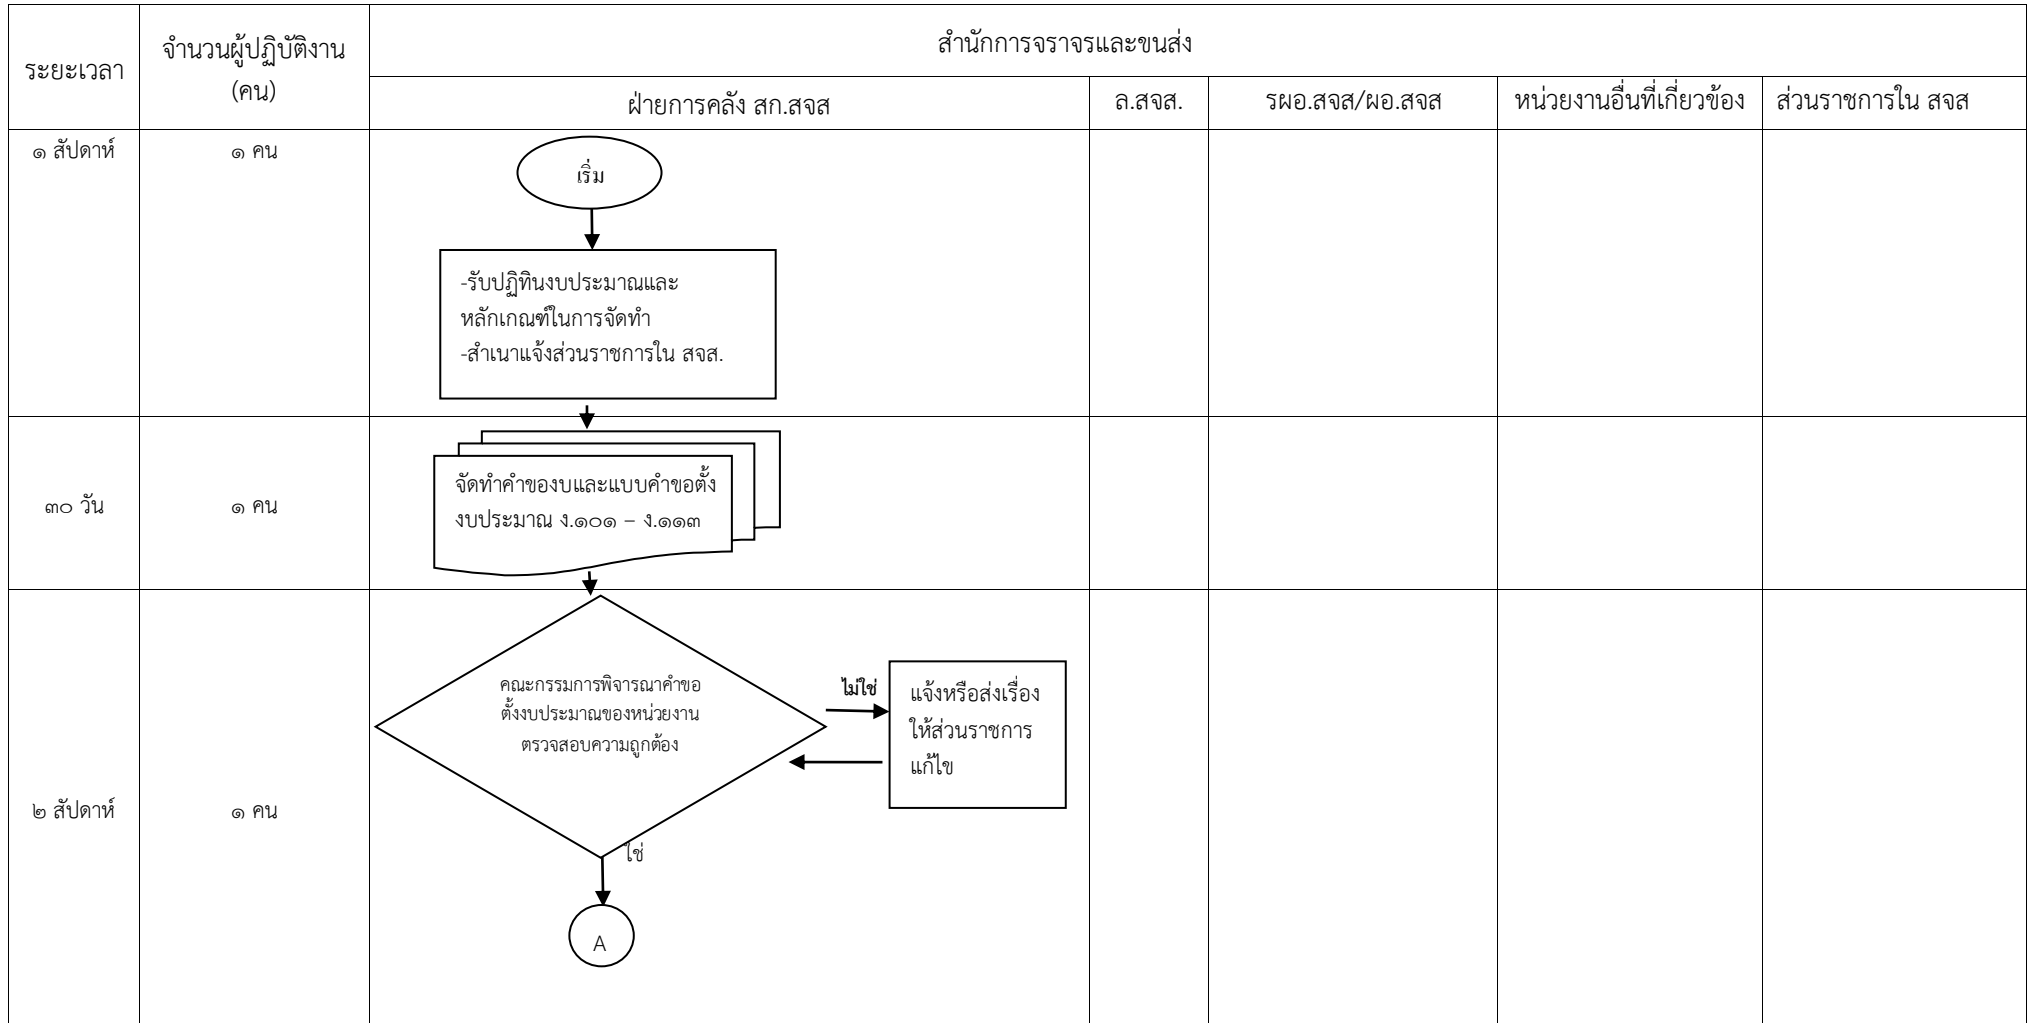 ระยะเวลา
จำนวนผู้ปฏิบัติงาน
(คน)
สำนักการจราจรและขนส่ง
ฝ่ายการคลัง สก.สจส
ล.สจส.
รผอ.สจส/ผอ.สจส
หน่วยงานอื่นที่เกี่ยวข้อง
ส่วนราชการใน สจส
๑ สัปดาห์
๑ คน
เริ่ม
-รับปฏิทินงบประมาณและ
หลักเกณฑ์ในการจัดทำ
-สำเนาแจ้งส่วนราชการใน สจส.
๓๐ วัน
๑ คน
จัดทำคำของบและแบบคำขอตั้ง
งบประมาณ ง.๑๐๑ – ง.๑๑๓
๒ สัปดาห์
๑ คน
คณะกรรมการพิจารณาคำขอ
ตั้งงบประมาณของหน่วยงาน
ตรวจสอบความถูกต้อง
ไม่ใช่
แจ้งหรือส่งเรื่อง
ให้ส่วนราชการ
แก้ไข
ใช่
A